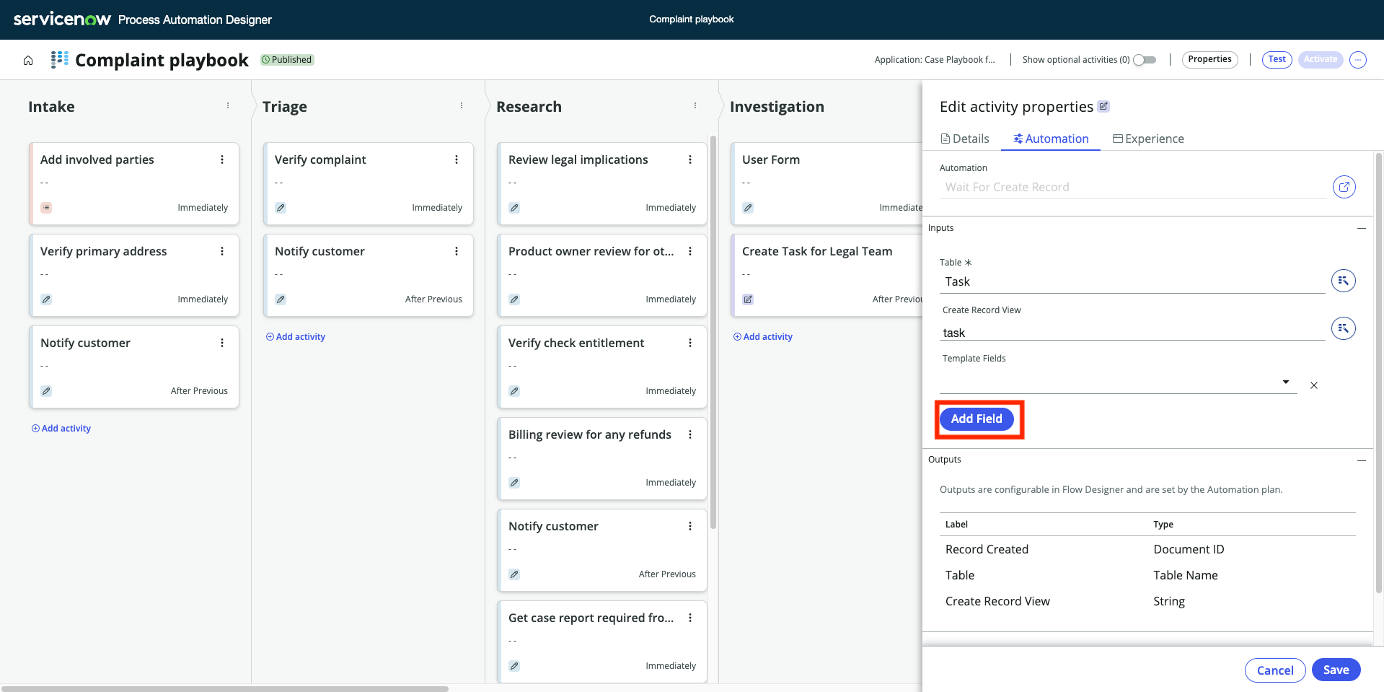 servicenow Process Automation Designer
Complaint playbook
Complaint playbook
Published
Application: Case Playbook f...
Show optional activities (0)
Properties
Test
Activate
Intake
Add involved parties
--
Immediately
Verify primary address
--
Immediately
Notify customer
--
After Previous
Add activity
Triage
Verify complaint
--
Immediately
Notify customer
--
After Previous
Add activity
Research
Review legal implications
--
Immediately
Product owner review for ot...
--
Immediately
Verify check entitlement
--
Immediately
Billing review for any refunds
--
Immediately
Notify customer
--
After Previous
Get case report required fro...
--
Immediately
Investigation
User Form
--
Immediate
Create Task for Legal Team
--
After Previou
Add activity
Edit activity properties
Details
Automation
Experience
Automation
Wait For Create Record
Inputs
Table *
Task
Create Record View
task
Template Fields
Add Field
Outputs
Outputs are configurable in Flow Designer and are set by the Automation plan.
Label Type
Record Created Document ID
Table Table Name
Create Record View String
Cancel
Save